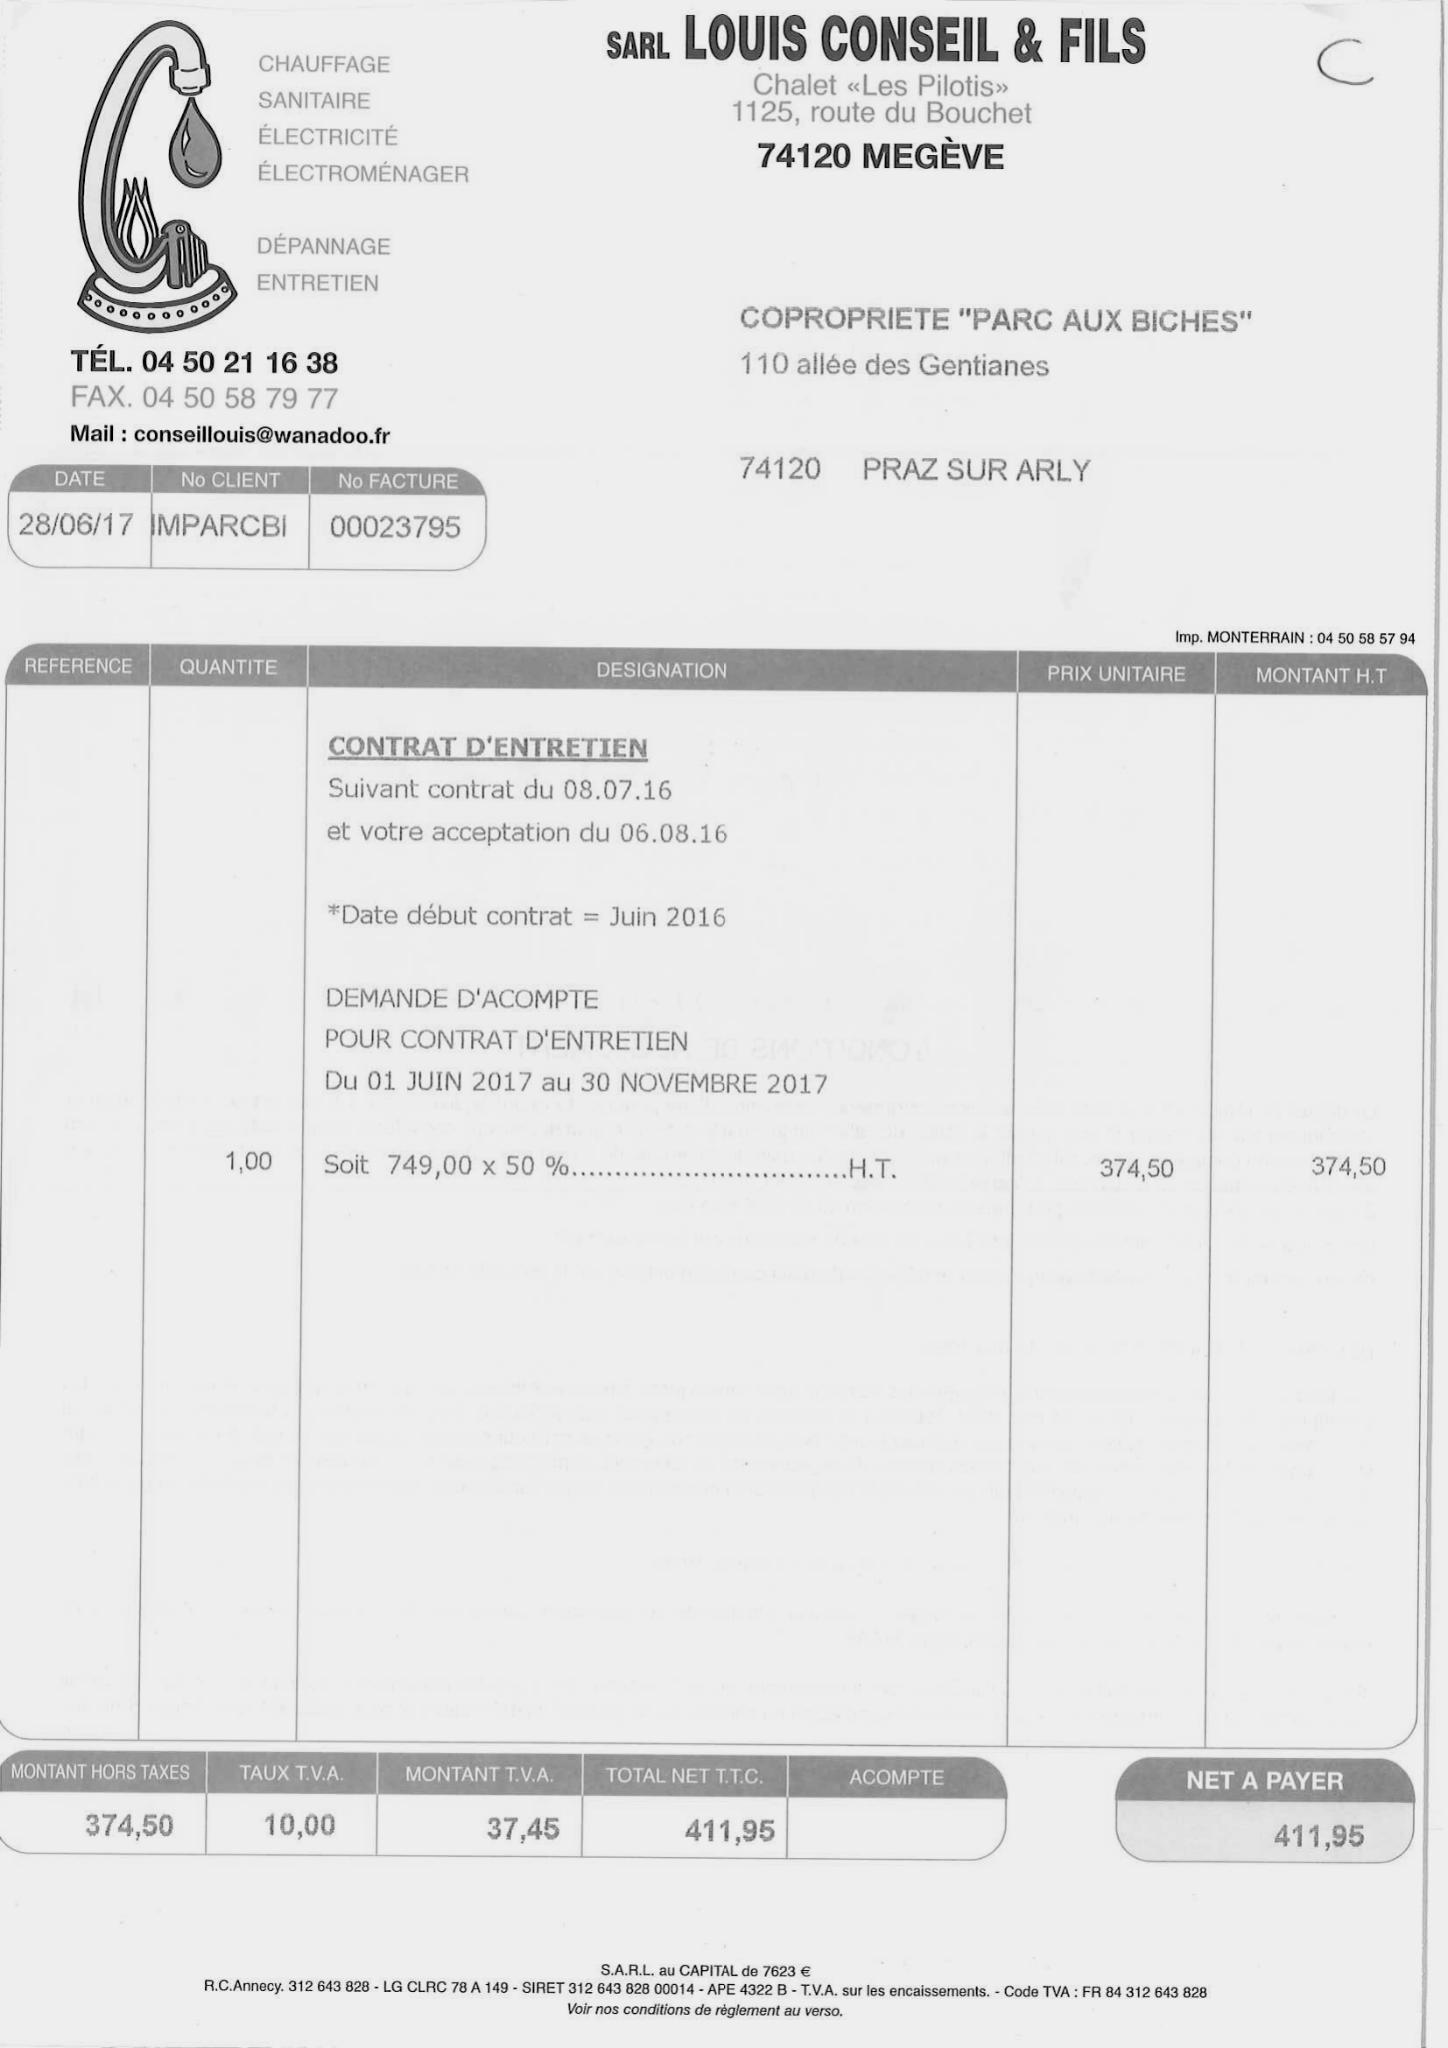 SARL LOUIS CONSEIL & FILS
Chalet «Les Pilotis»
1125, route du Bouchet
74120 MEGÈVE
C
CHAUFFAGE
SANITAIRE
ÉLECTRICITÉ
ÉLECTROMÉNAGER
DÉPANNAGE
ENTRETIEN
TÉL. 04 50 21 16 38
FAX. 04 50 58 79 77
Mail : conseillouis@wanadoo.fr
COPROPRIETE "PARC AUX BICHES"
110 allée des Gentianes
74120 PRAZ SUR ARLY
DATE No CLIENT No FACTURE
28/06/17 IMPARCBI 00023795
Imp. MONTERRAIN : 04 50 58 57 94
REFERENCE QUANTITE DESIGNATION PRIX UNITAIRE MONTANT H.T
CONTRAT D'ENTRETIEN
Suivant contrat du 08.07.16
et votre acceptation du 06.08.16
*Date début contrat = Juin 2016
DEMANDE D'ACOMPTE
POUR CONTRAT D'ENTRETIEN
Du 01 JUIN 2017 au 30 NOVEMBRE 2017
1,00 Soit 749,00 x 50 %.................................H.T. 374,50 374,50
MONTANT HORS TAXES TAUX T.V.A. MONTANT T.V.A. TOTAL NET T.T.C. ACOMPTE NET A PAYER
374,50 10,00 37,45 411,95 411,95
S.A.R.L. au CAPITAL de 7623 €
R.C.Annecy. 312 643 828 - LG CLRC 78 A 149 - SIRET 312 643 828 00014 - APE 4322 B - T.V.A. sur les encaissements. - Code TVA : FR 84 312 643 828
Voir nos conditions de règlement au verso.